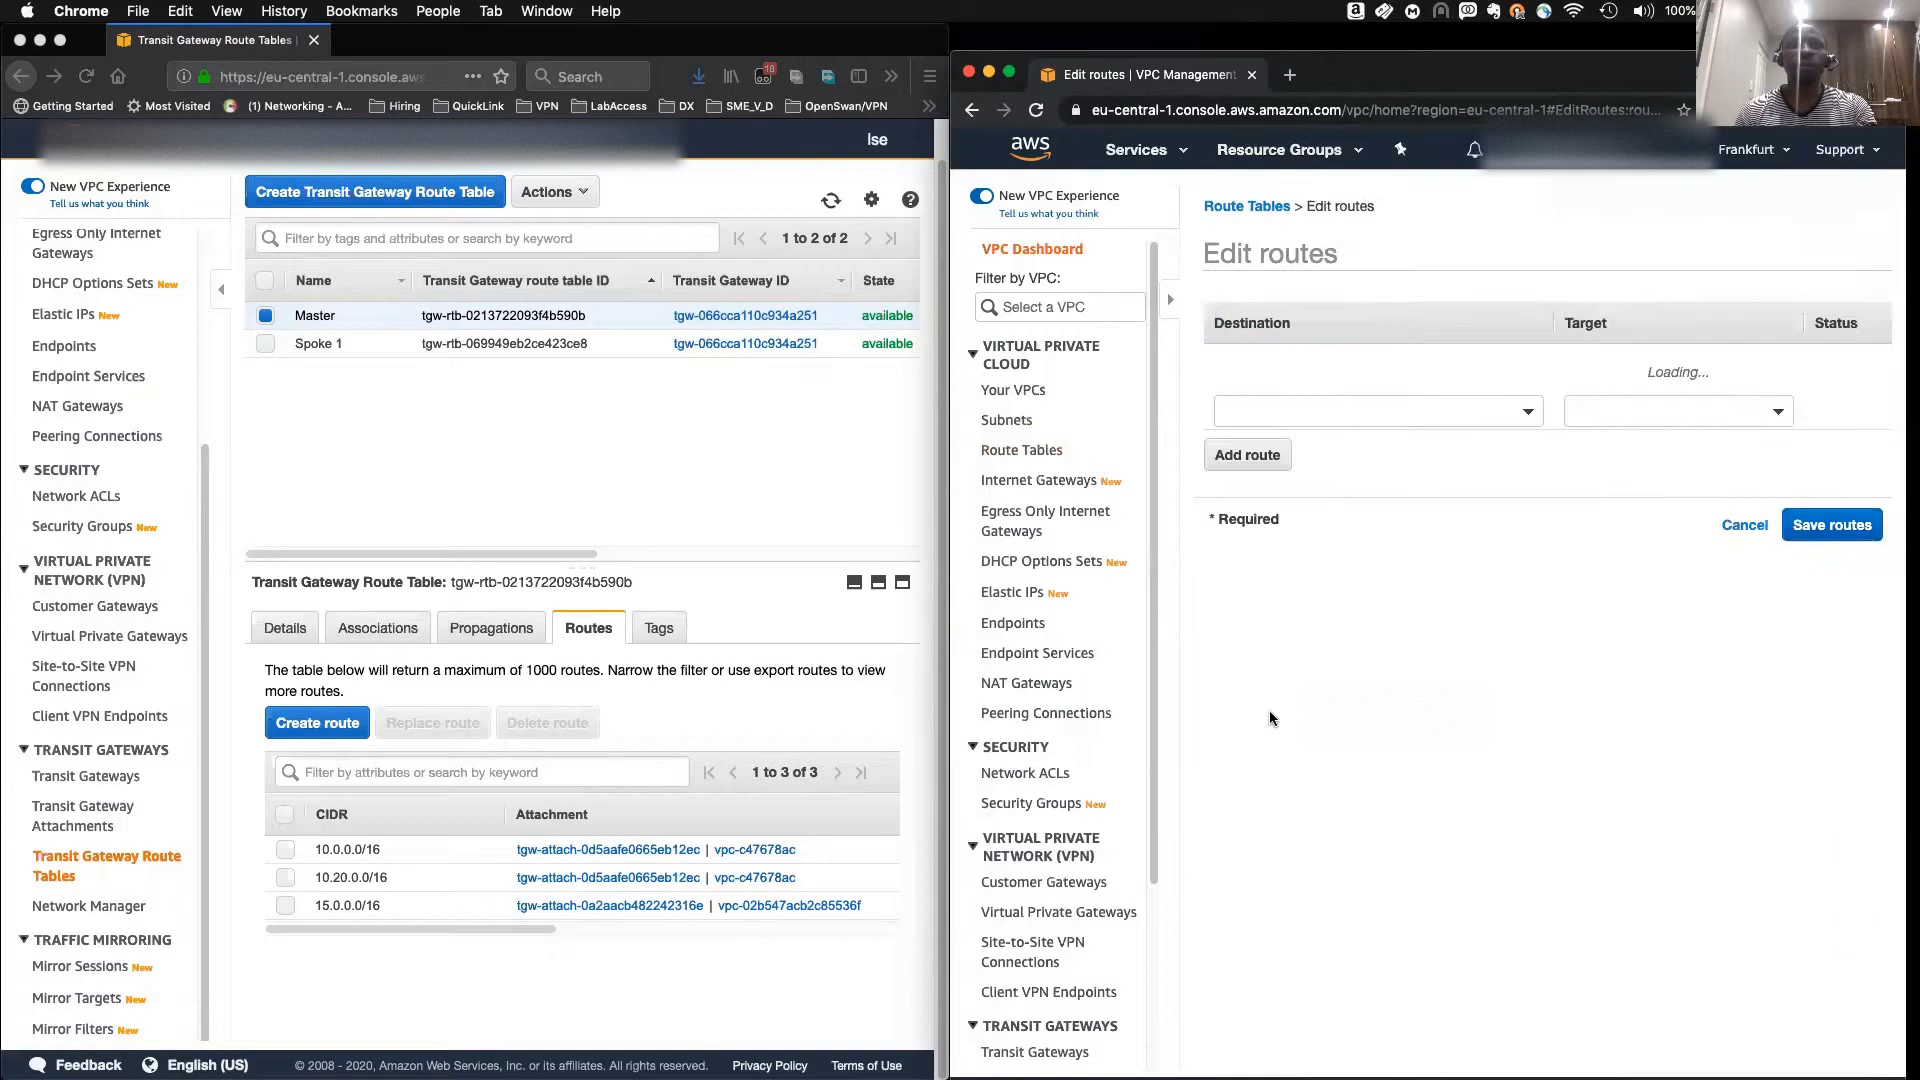 Chrome File Edit View History Bookmarks People Tab Window Help
100%
Transit Gateway Route Tables |
https://eu-central-1.console.aws
Search
18
Getting Started Most Visited (1) Networking - A... Hiring QuickLink VPN LabAccess DX SME_V_D OpenSwan/VPN
lse
New VPC Experience
Tell us what you think
Egress Only Internet
Gateways
DHCP Options Sets New
Elastic IPs New
Endpoints
Endpoint Services
NAT Gateways
Peering Connections
SECURITY
Network ACLs
Security Groups New
VIRTUAL PRIVATE
NETWORK (VPN)
Customer Gateways
Virtual Private Gateways
Site-to-Site VPN
Connections
Client VPN Endpoints
TRANSIT GATEWAYS
Transit Gateways
Transit Gateway
Attachments
Transit Gateway Route
Tables
Network Manager
TRAFFIC MIRRORING
Mirror Sessions New
Mirror Targets New
Mirror Filters New
Create Transit Gateway Route Table Actions
Filter by tags and attributes or search by keyword
1 to 2 of 2
Name Transit Gateway route table ID Transit Gateway ID State
Master tgw-rtb-0213722093f4b590b tgw-066cca110c934a251 available
Spoke 1 tgw-rtb-069949eb2ce423ce8 tgw-066cca110c934a251 available
Transit Gateway Route Table: tgw-rtb-0213722093f4b590b
Details Associations Propagations Routes Tags
The table below will return a maximum of 1000 routes. Narrow the filter or use export routes to view
more routes.
Create route Replace route Delete route
Filter by attributes or search by keyword
1 to 3 of 3
CIDR Attachment
10.0.0.0/16 tgw-attach-0d5aafe0665eb12ec | vpc-c47678ac
10.20.0.0/16 tgw-attach-0d5aafe0665eb12ec | vpc-c47678ac
15.0.0.0/16 tgw-attach-0a2aacb482242316e | vpc-02b547acb2c85536f
Feedback English (US) © 2008 - 2020, Amazon Web Services, Inc. or its affiliates. All rights reserved. Privacy Policy Terms of Use
Edit routes | VPC Management
eu-central-1.console.aws.amazon.com/vpc/home?region=eu-central-1#EditRoutes:rou...
aws Services Resource Groups Frankfurt Support
New VPC Experience
Tell us what you think
VPC Dashboard
Filter by VPC:
Select a VPC
VIRTUAL PRIVATE
CLOUD
Your VPCs
Subnets
Route Tables
Internet Gateways New
Egress Only Internet
Gateways
DHCP Options Sets New
Elastic IPs New
Endpoints
Endpoint Services
NAT Gateways
Peering Connections
SECURITY
Network ACLs
Security Groups New
VIRTUAL PRIVATE
NETWORK (VPN)
Customer Gateways
Virtual Private Gateways
Site-to-Site VPN
Connections
Client VPN Endpoints
TRANSIT GATEWAYS
Transit Gateways
Route Tables > Edit routes
Edit routes
Destination Target Status
Loading...
Add route
* Required
Cancel Save routes